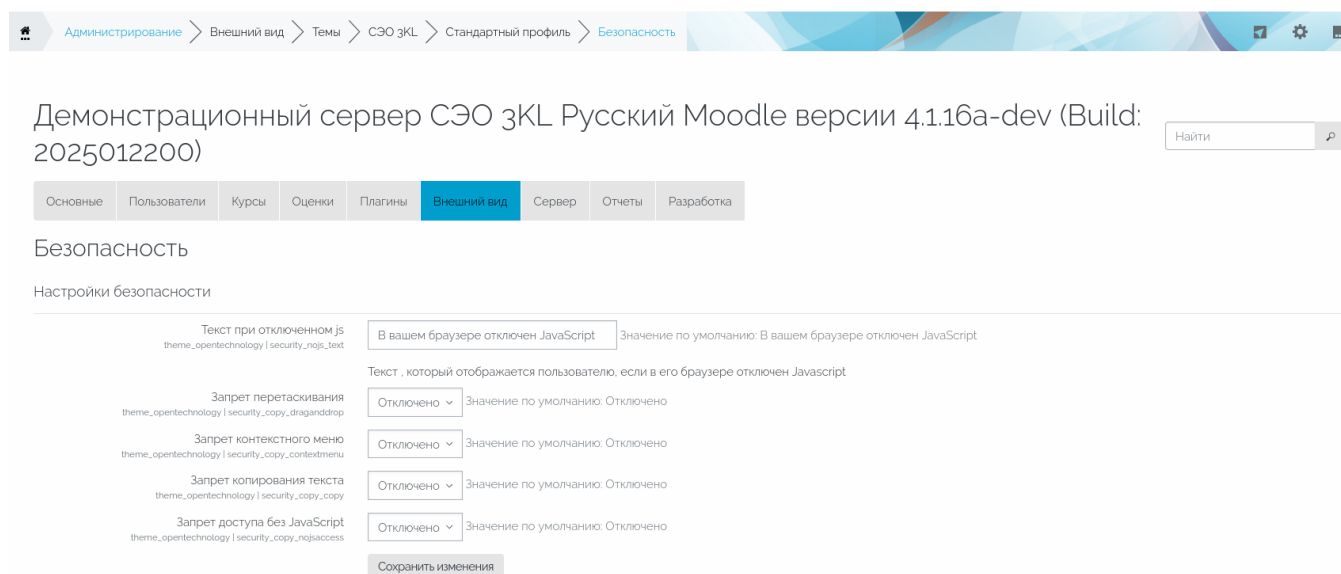 Администрирование Внешний вид Темы СЭО 3KL Стандартный профиль Безопасность
Демонстрационный сервер СЭО 3KL Русский Moodle версии 4.1.16a-dev (Build:
2025012200)
Найти
Основные Пользователи Курсы Оценки Плагины Внешний вид Сервер Отчеты Разработка
Безопасность
Настройки безопасности
Текст при отключенном js
theme_opentechnology | security_nojs_text
В вашем браузере отключен JavaScript Значение по умолчанию: В вашем браузере отключен JavaScript
Текст , который отображается пользователю, если в его браузере отключен Javascript
Запрет перетаскивания
theme_opentechnology | security_copy_draganddrop
Отключено Значение по умолчанию: Отключено
Запрет контекстного меню
theme_opentechnology | security_copy_contextmenu
Отключено Значение по умолчанию: Отключено
Запрет копирования текста
theme_opentechnology | security_copy_copy
Отключено Значение по умолчанию: Отключено
Запрет доступа без JavaScript
theme_opentechnology | security_copy_nojsaccess
Отключено Значение по умолчанию: Отключено
Сохранить изменения